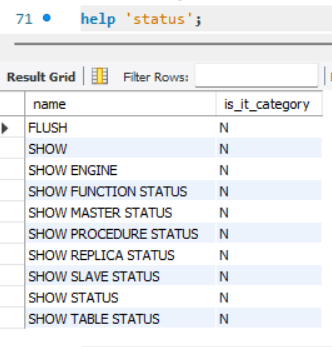 71 help 'status';
Result Grid Filter Rows:
name is_it_category
FLUSH N
SHOW N
SHOW ENGINE N
SHOW FUNCTION STATUS N
SHOW MASTER STATUS N
SHOW PROCEDURE STATUS N
SHOW REPLICA STATUS N
SHOW SLAVE STATUS N
SHOW STATUS N
SHOW TABLE STATUS N